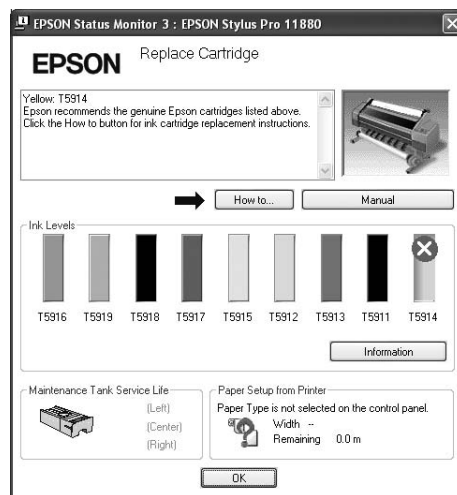 EPSON Status Monitor 3 : EPSON Stylus Pro 11880
EPSON
Replace Cartridge
Yellow: T5914
Epson recommends the genuine Epson cartridges listed above.
Click the How to button for ink cartridge replacement instructions.
How to...
Manual
Ink Levels
T5916 T5919 T5918 T5917 T5915 T5912 T5913 T5911 T5914
Information
Maintenance Tank Service Life
(Left)
(Center)
(Right)
Paper Setup from Printer
Paper Type is not selected on the control panel.
Width --
Remaining 0.0 m
OK